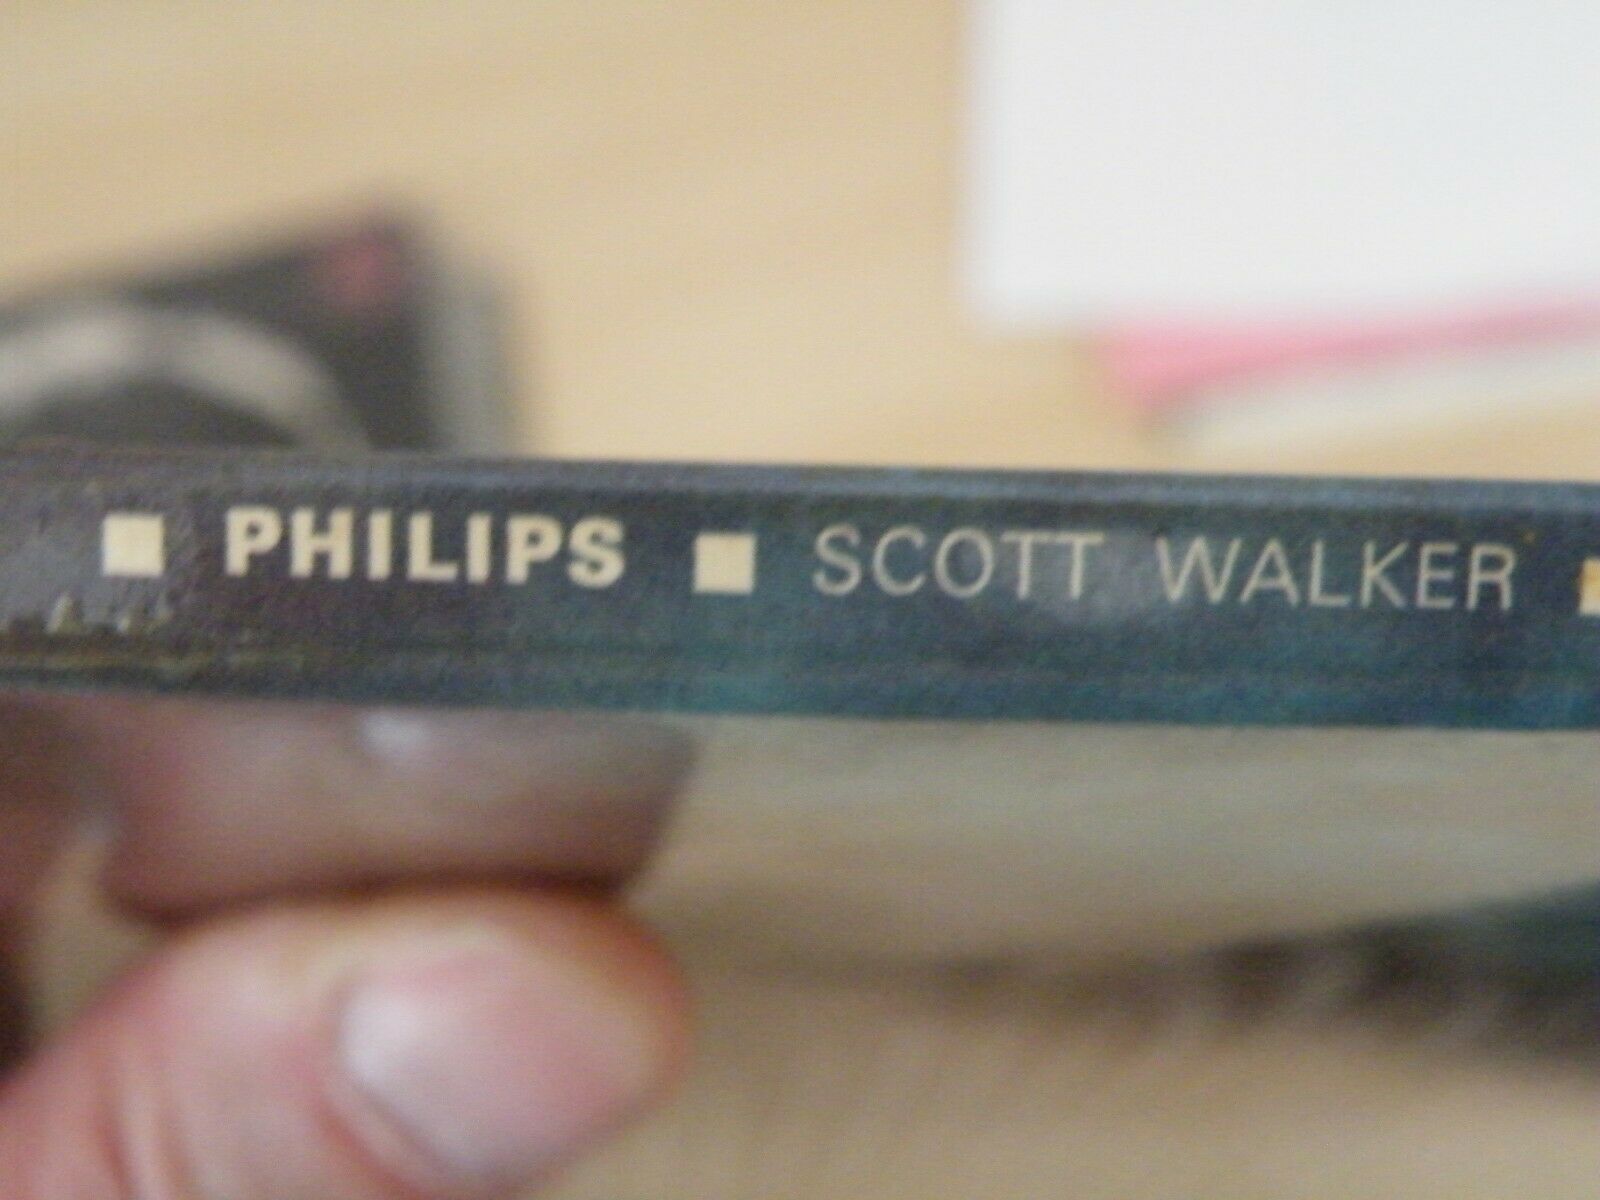 ■ PHILIPS ■ SCOTT WALKER ■